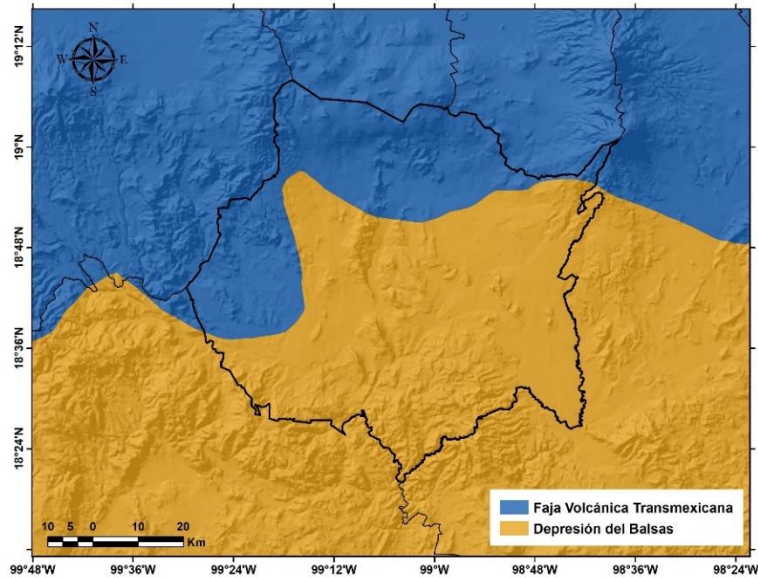 N
W
E
S
19°12'N
19°N
18°48'N
18°36'N
18°24'N
10 5 0 10 20
Km
Faja Volcánica Transmexicana
Depresión del Balsas
99°48'W 99°36'W 99°24'W 99°12'W 99°W 98°48'W 98°36'W 98°24'W